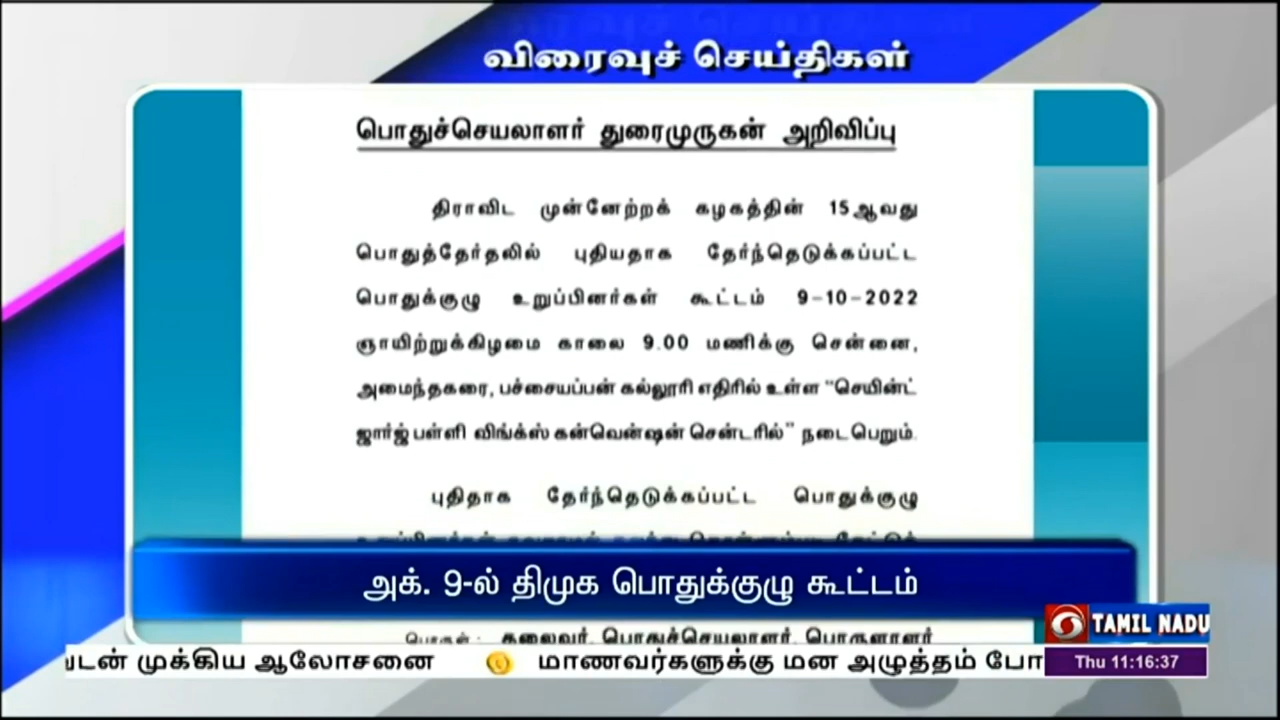 விரைவுச் செய்திகள்
பொதுச்செயலாளர் துரைமுருகன் அறிவிப்பு
திராவிட முன்னேற்றக் கழகத்தின் 15ஆவது
பொதுத்தேர்தலில் புதியதாக தேர்ந்தெடுக்கப்பட்ட
பொதுக்குழு உறுப்பினர்கள் கூட்டம் 9-10-2022
ஞாயிற்றுக்கிழமை காலை 9.00 மணிக்கு சென்னை,
அமைந்தகரை, பச்சையப்பன் கல்லூரி எதிரில் உள்ள "செயின்ட்
ஜார்ஜ் பள்ளி விங்க்ஸ் கன்வென்ஷன் சென்டரில்" நடைபெறும்.
புதிதாக தேர்ந்தெடுக்கப்பட்ட பொதுக்குழு
அக். 9-ல் திமுக பொதுக்குழு கூட்டம்
பொருள் : தலைவர், பொதுச்செயலாளர், பொருளாளர்
TAMIL NADU
முக்கிய ஆலோசனை மாணவர்களுக்கு மன அழுத்தம்
Thu 11:16:37